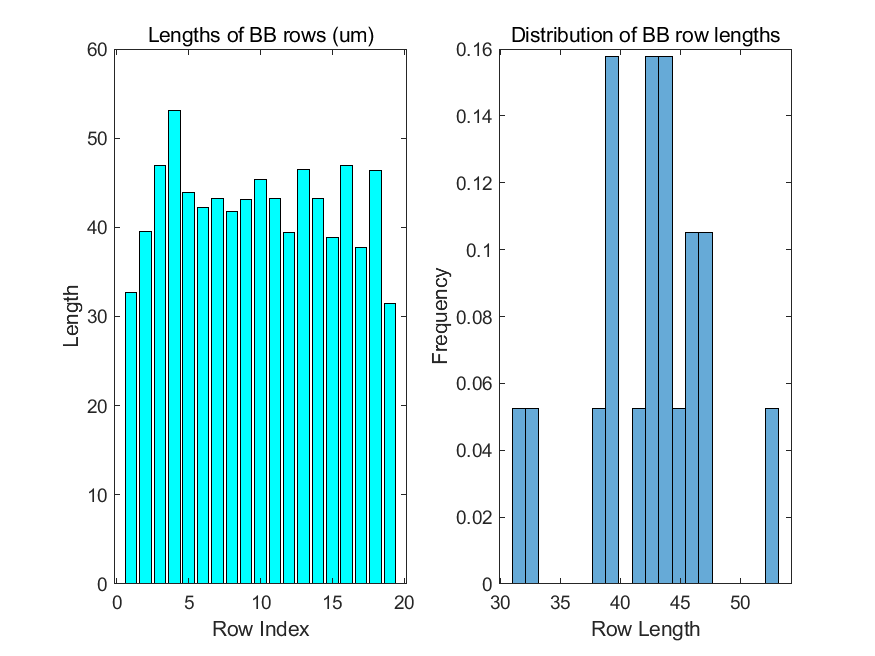 Lengths of BB rows (um)
60
50
40
30
20
10
0
Length
0 5 10 15 20
Row Index
Distribution of BB row lengths
0.16
0.14
0.12
0.1
0.08
0.06
0.04
0.02
0
Frequency
30 35 40 45 50
Row Length